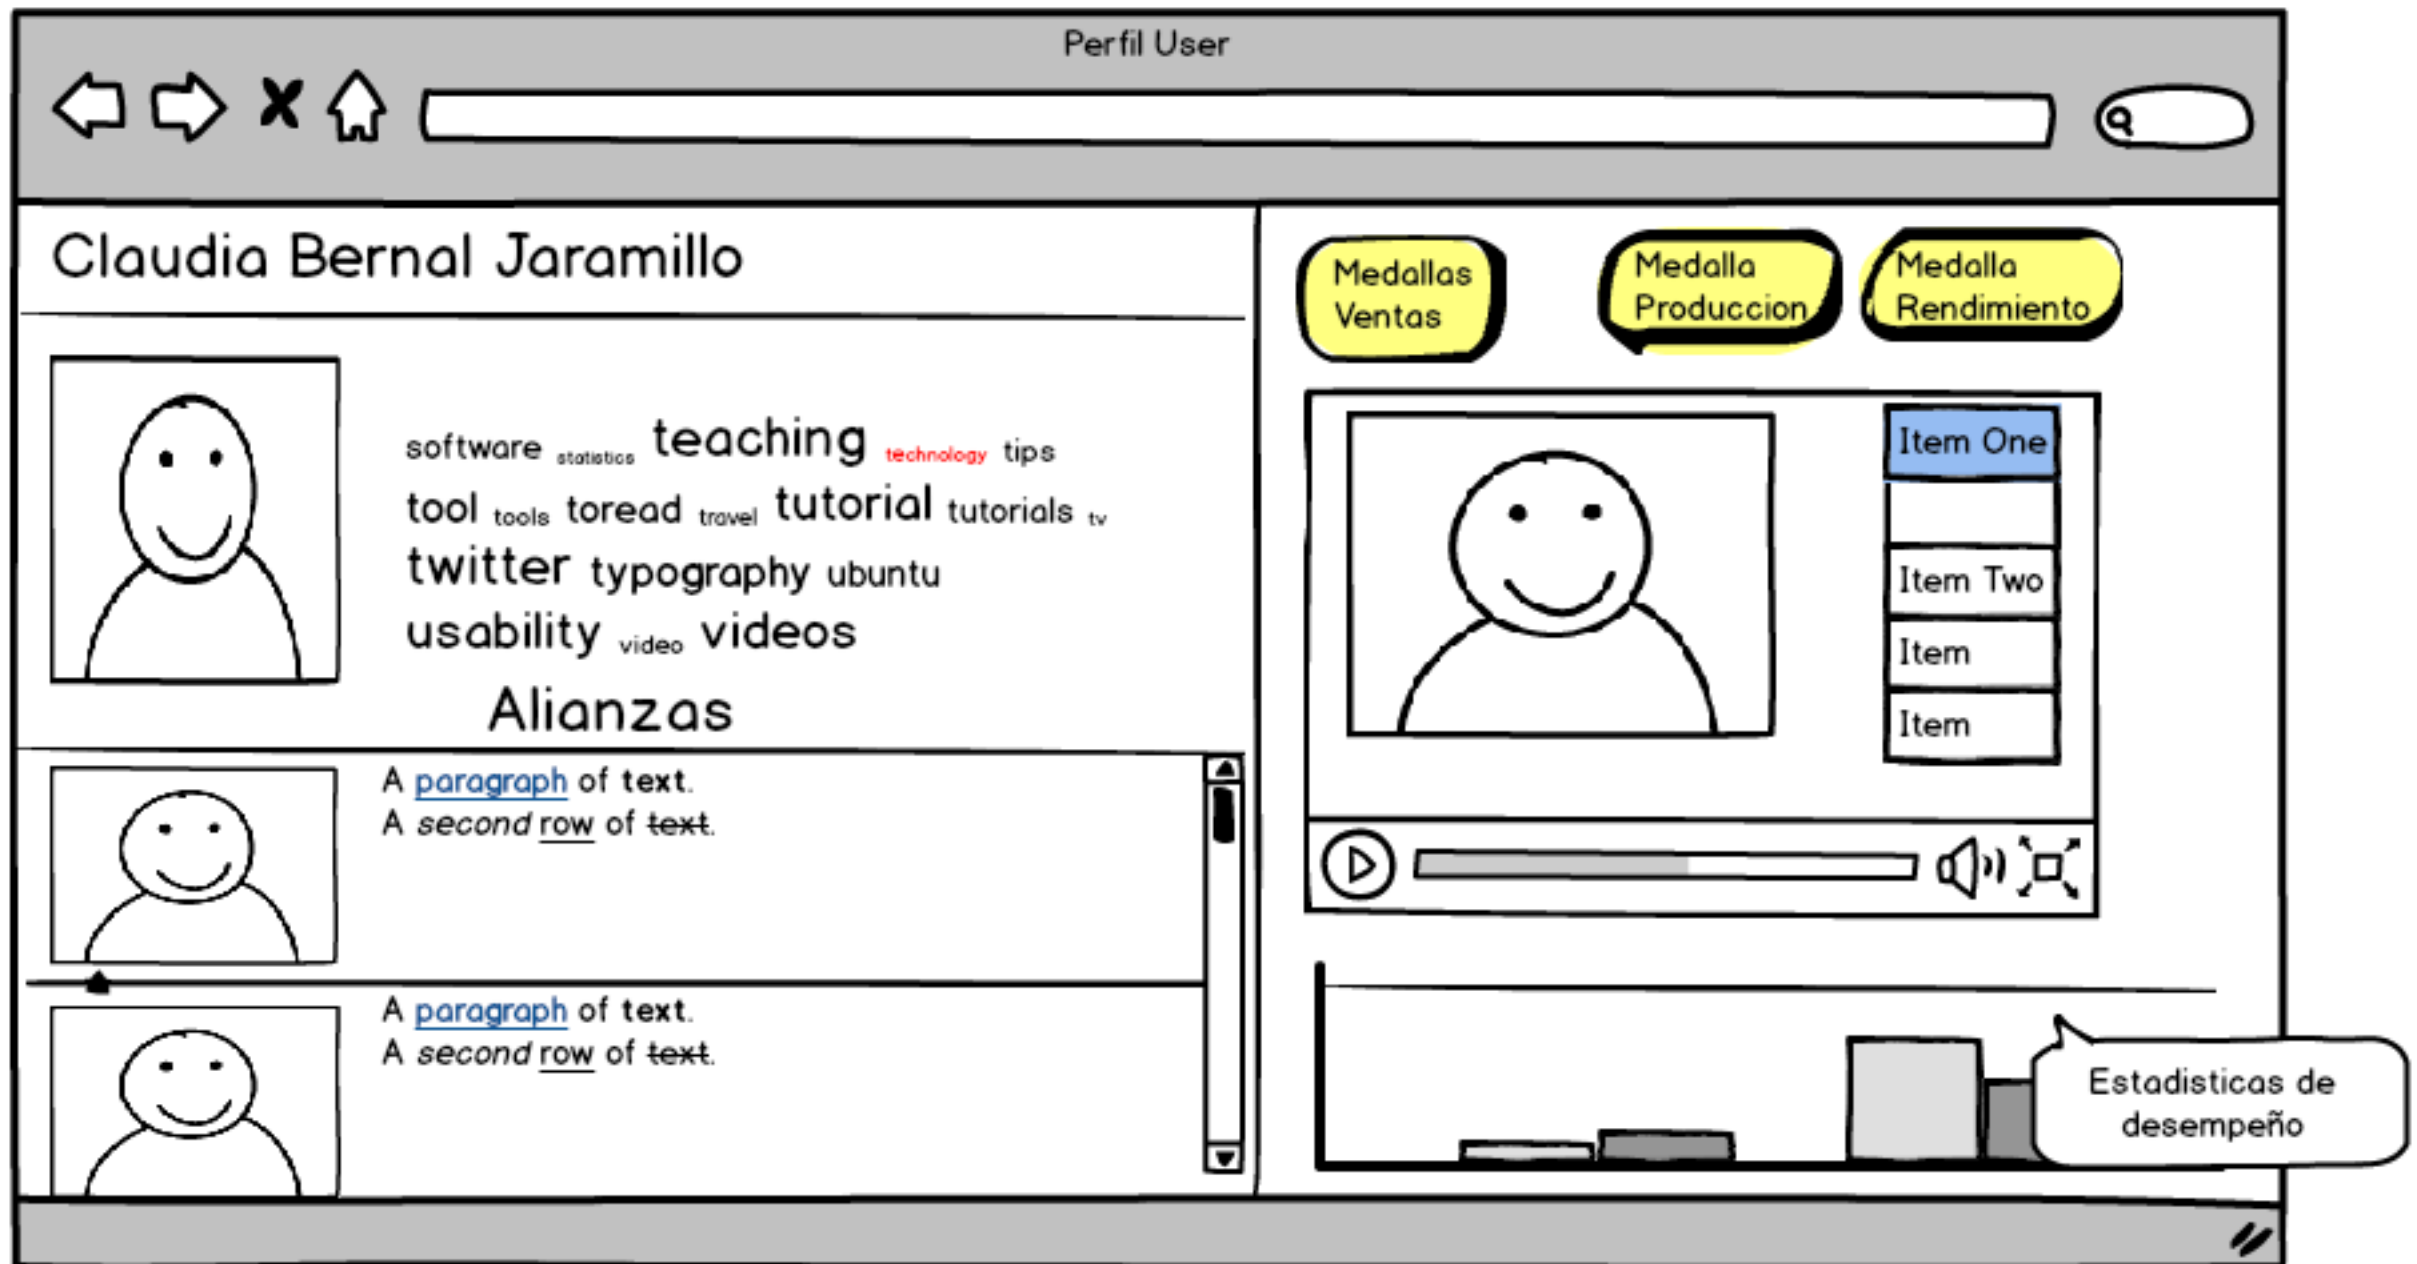 Perfil User
Claudia Bernal Jaramillo
software statistics teaching technology tips
tool tools toread travel tutorial tutorials tv
twitter typography ubuntu
usability video videos
Alianzas
A paragraph of text.
A second row of text.
A paragraph of text.
A second row of text.
Medallas
Ventas
Medalla
Produccion
Medalla
Rendimiento
Item One
Item Two
Item
Item
Estadisticas de
desempeño